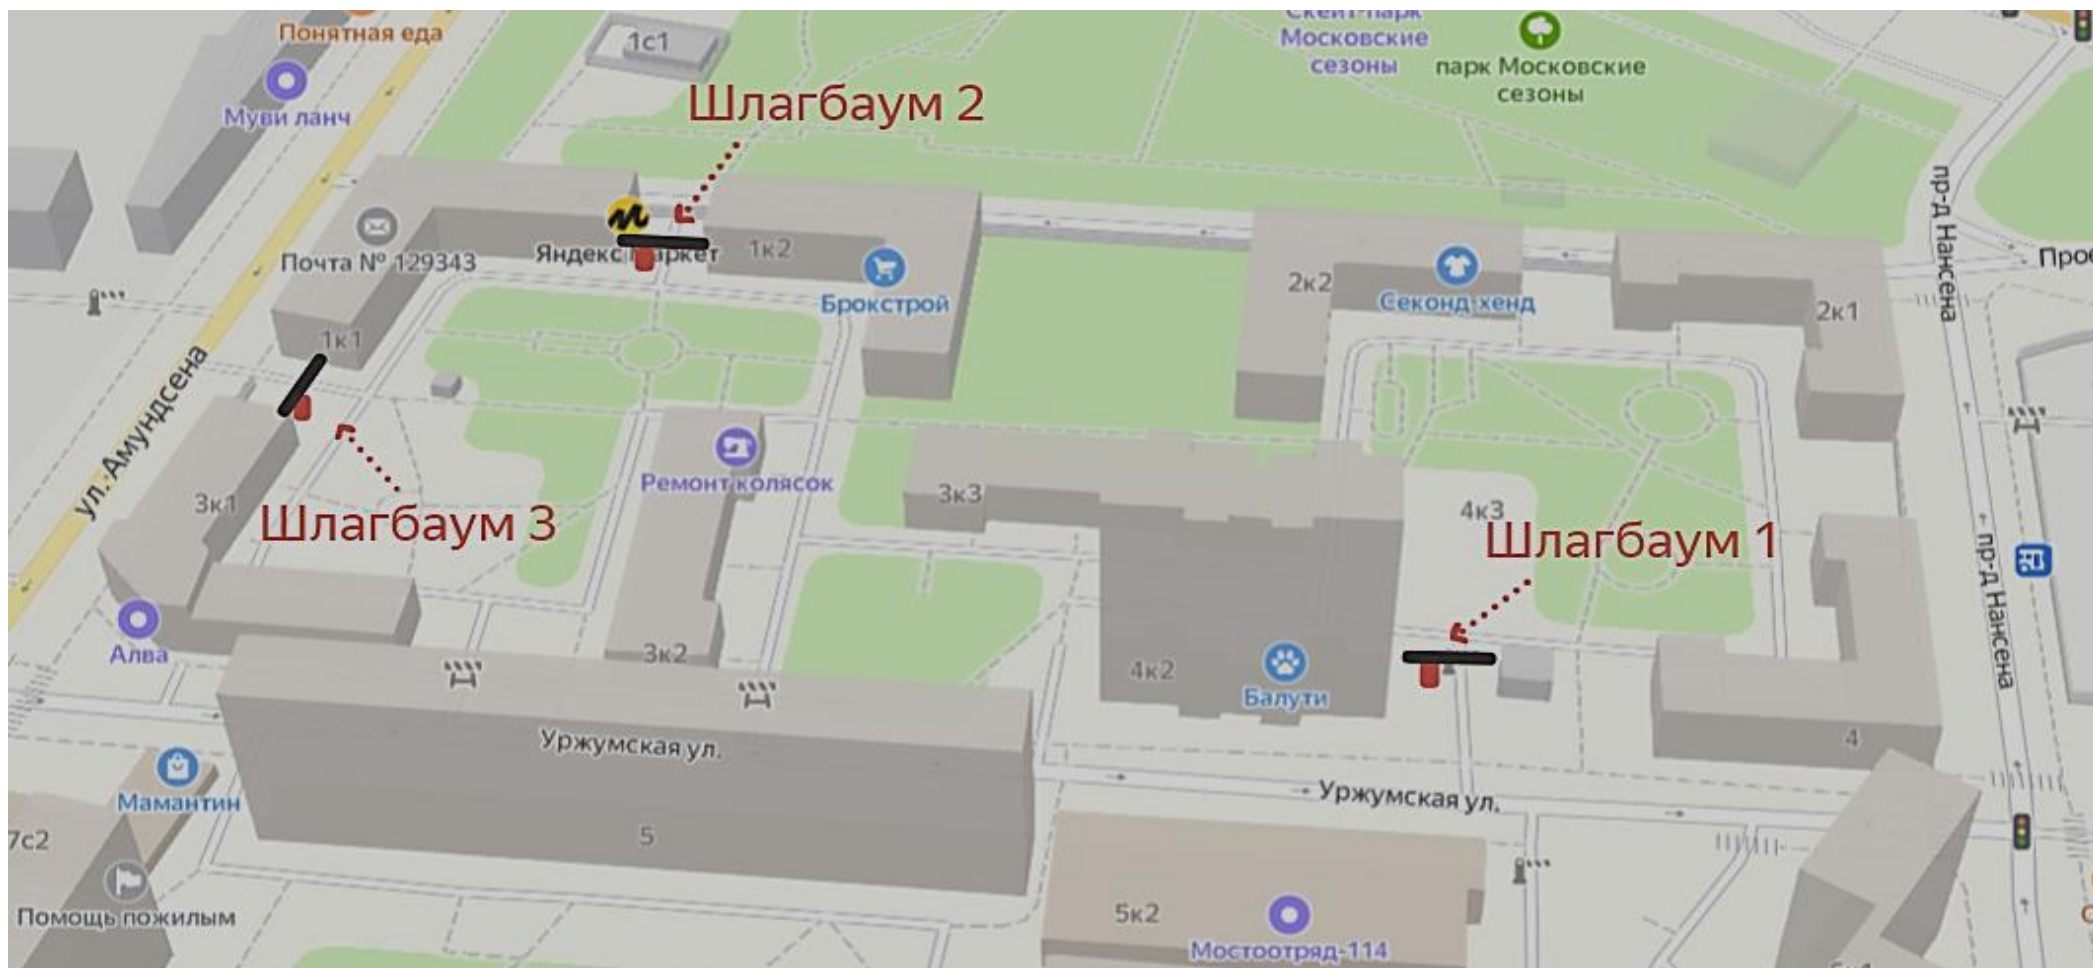 Понятная еда
1с1
Скейт-парк
Московские
сезоны
парк Московские
сезоны
Муви ланч
Шлагбаум 2
пр-д Нансена
Почта № 129343
Яндекс Маркет
1к2
Брокстрой
2к2
Секонд-хенд
2к1
1к1
ул. Амундсена
3к1
Шлагбаум 3
Ремонт колясок
3к3
4к3
Шлагбаум 1
пр-д Нансена
Алва
3к2
4к2
Балути
4
Уржумская ул.
Уржумская ул.
Мамантин
7с2
5
Помощь пожилым
5к2
Мостоотряд-114